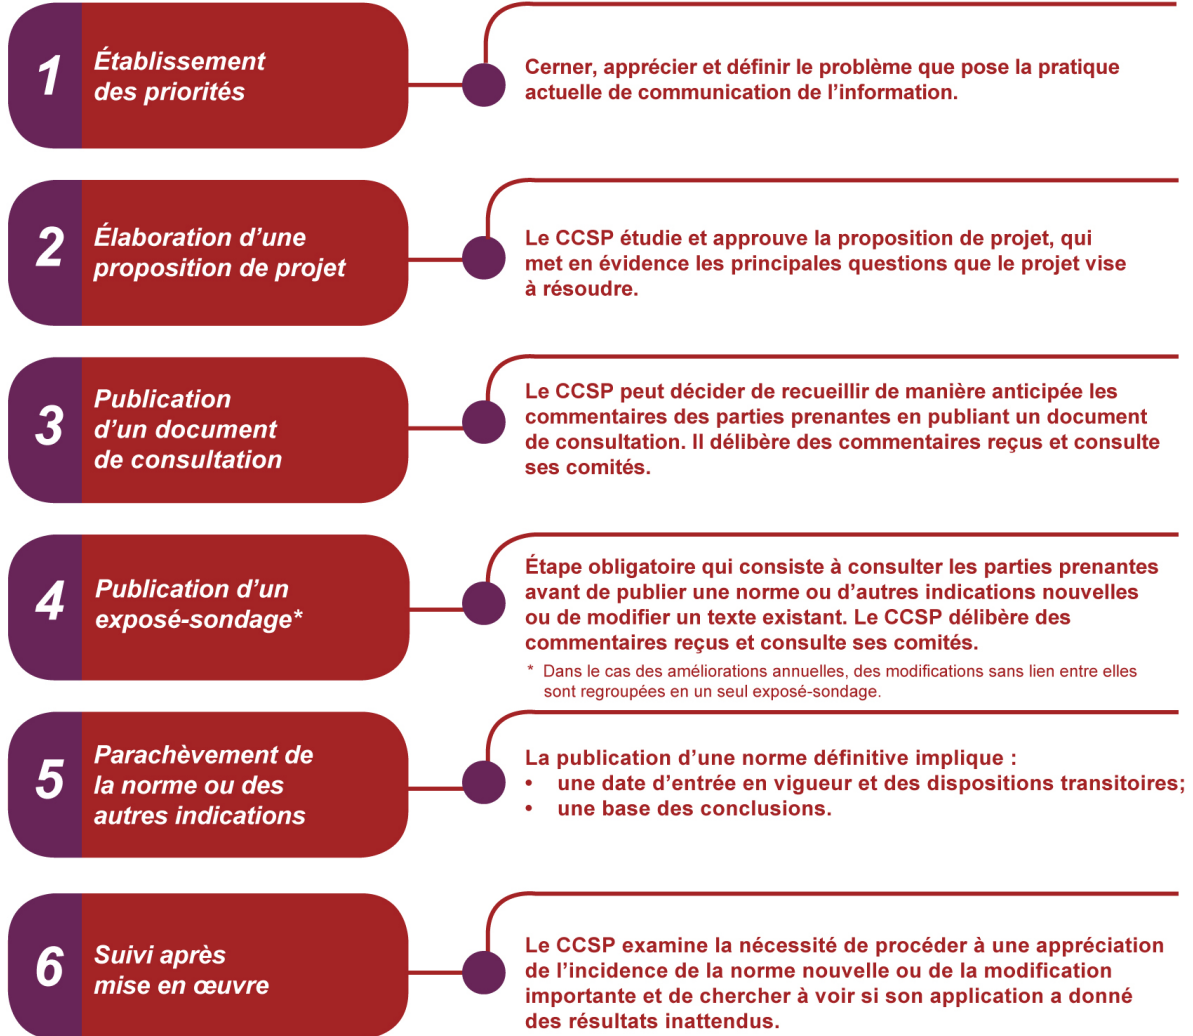 1
Établissement
des priorités
Cerner, apprécier et définir le problème que pose la pratique
actuelle de communication de l’information.
2
Élaboration d’une
proposition de projet
Le CCSP étudie et approuve la proposition de projet, qui
met en évidence les principales questions que le projet vise
à résoudre.
3
Publication
d’un document
de consultation
Le CCSP peut décider de recueillir de manière anticipée les
commentaires des parties prenantes en publiant un document
de consultation. Il délibère des commentaires reçus et consulte
ses comités.
4
Publication d’un
exposé-sondage*
Étape obligatoire qui consiste à consulter les parties prenantes
avant de publier une norme ou d’autres indications nouvelles
ou de modifier un texte existant. Le CCSP délibère des
commentaires reçus et consulte ses comités.
* Dans le cas des améliorations annuelles, des modifications sans lien entre elles
sont regroupées en un seul exposé-sondage.
5
Parachèvement de
la norme ou des
autres indications
La publication d’une norme définitive implique :
• une date d’entrée en vigueur et des dispositions transitoires;
• une base des conclusions.
6
Suivi après
mise en œuvre
Le CCSP examine la nécessité de procéder à une appréciation
de l’incidence de la norme nouvelle ou de la modification
importante et de chercher à voir si son application a donné
des résultats inattendus.